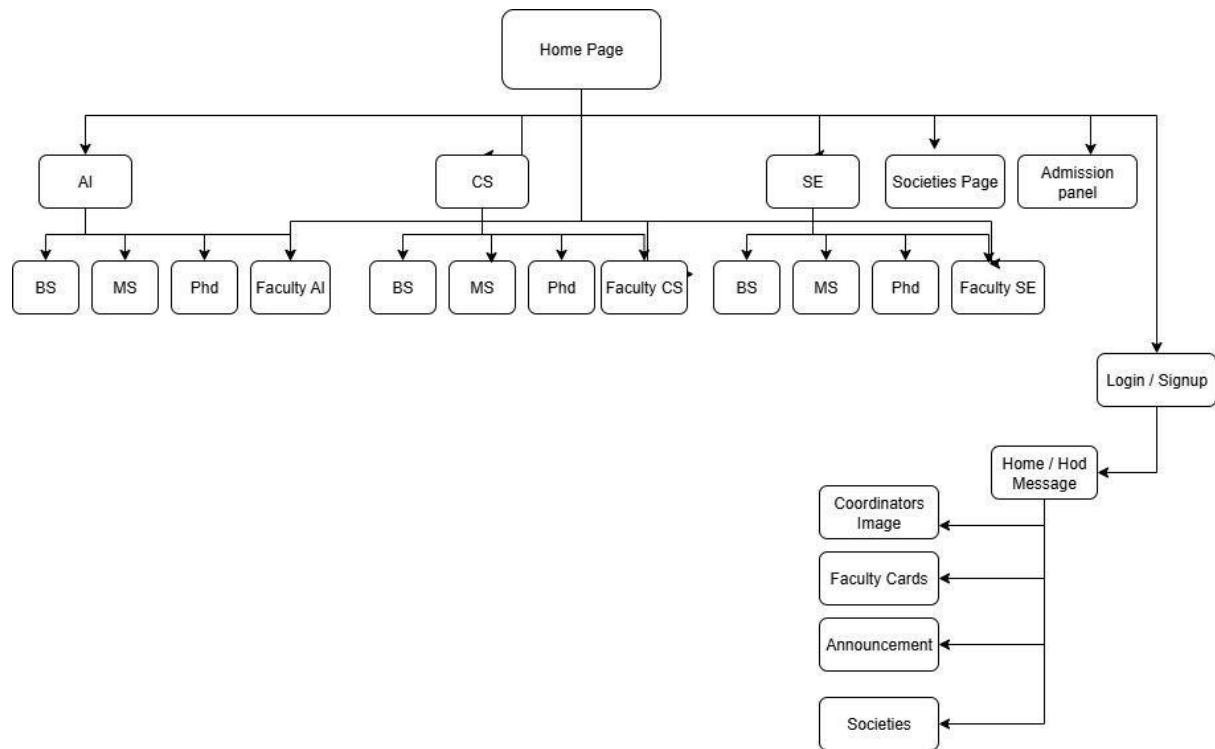 Home Page
AI
CS
SE
Societies Page
Admission
panel
BS
MS
Phd
Faculty AI
BS
MS
Phd
Faculty CS
BS
MS
Phd
Faculty SE
Login / Signup
Home / Hod
Message
Coordinators
Image
Faculty Cards
Announcement
Societies